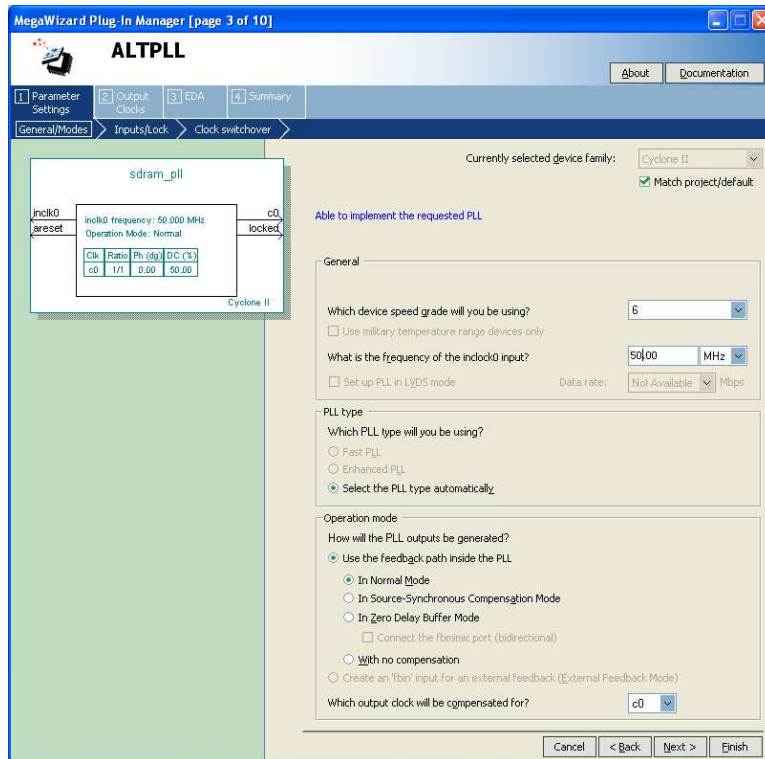 MegaWizard Plug-In Manager [page 3 of 10]
ALTPLL
About
Documentation
1 Parameter Settings
2 Output Clocks
3 EDA
4 Summary
General/Modes
Inputs/Lock
Clock switchover
Currently selected device family:
Cyclone II
Match project/default
sdram_pll
inclk0
areset
c0
locked
inclk0 frequency: 50.000 MHz
Operation Mode: Normal
Clk Ratio Ph (dg) DC (%)
c0 1/1 0.00 50.00
Cyclone II
Able to implement the requested PLL
General
Which device speed grade will you be using?
6
Use military temperature range devices only
What is the frequency of the inclock0 input?
50.00
MHz
Set up PLL in LVDS mode
Data rate:
Not Available
Mbps
PLL type
Which PLL type will you be using?
Fast PLL
Enhanced PLL
Select the PLL type automatically
Operation mode
How will the PLL outputs be generated?
Use the feedback path inside the PLL
In Normal Mode
In Source-Synchronous Compensation Mode
In Zero Delay Buffer Mode
Connect the fbmimic port (bidirectional)
With no compensation
Create an 'fbin' input for an external feedback (External Feedback Mode)
Which output clock will be compensated for?
c0
Cancel
< Back
Next >
Finish